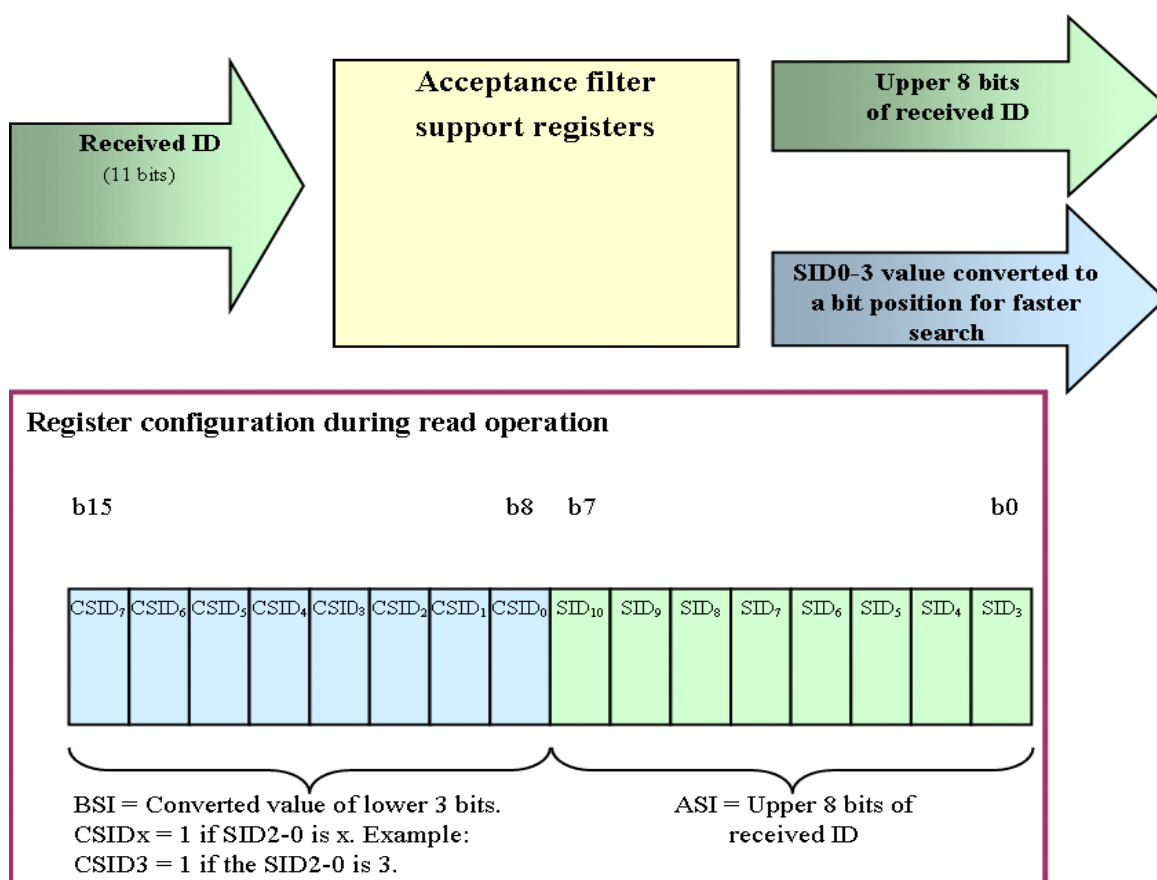 Received ID
(11 bits)
Acceptance filter
support registers
Upper 8 bits
of received ID
SID0-3 value converted to
a bit position for faster
search
Register configuration during read operation
b15 b8 b7 b0
CSID₇ CSID₆ CSID₅ CSID₄ CSID₃ CSID₂ CSID₁ CSID₀ SID₁₀ SID₉ SID₈ SID₇ SID₆ SID₅ SID₄ SID₃
BSI = Converted value of lower 3 bits.
CSIDx = 1 if SID2-0 is x. Example:
CSID3 = 1 if the SID2-0 is 3.
ASI = Upper 8 bits of
received ID